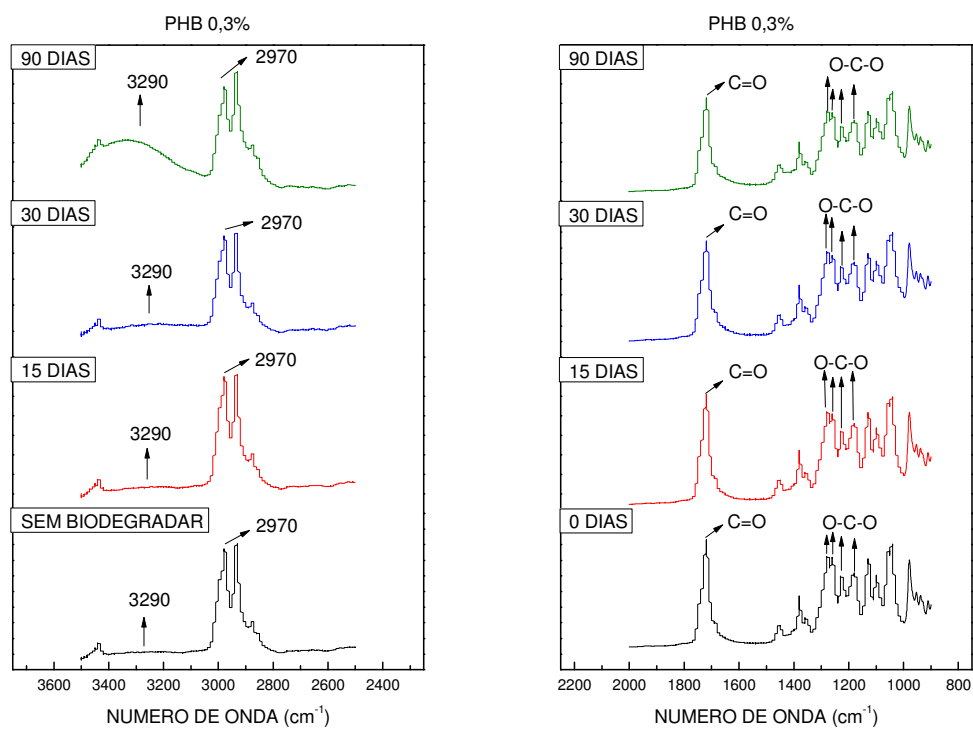 PHB 0,3%
90 DIAS
3290
2970
30 DIAS
3290
2970
15 DIAS
3290
2970
SEM BIODEGRADAR
3290
2970
3600 3400 3200 3000 2800 2600 2400
NUMERO DE ONDA (cm⁻¹)
PHB 0,3%
90 DIAS
C=O
O-C-O
30 DIAS
C=O
O-C-O
15 DIAS
C=O
O-C-O
0 DIAS
C=O
O-C-O
2200 2000 1800 1600 1400 1200 1000 800
NUMERO DE ONDA (cm⁻¹)